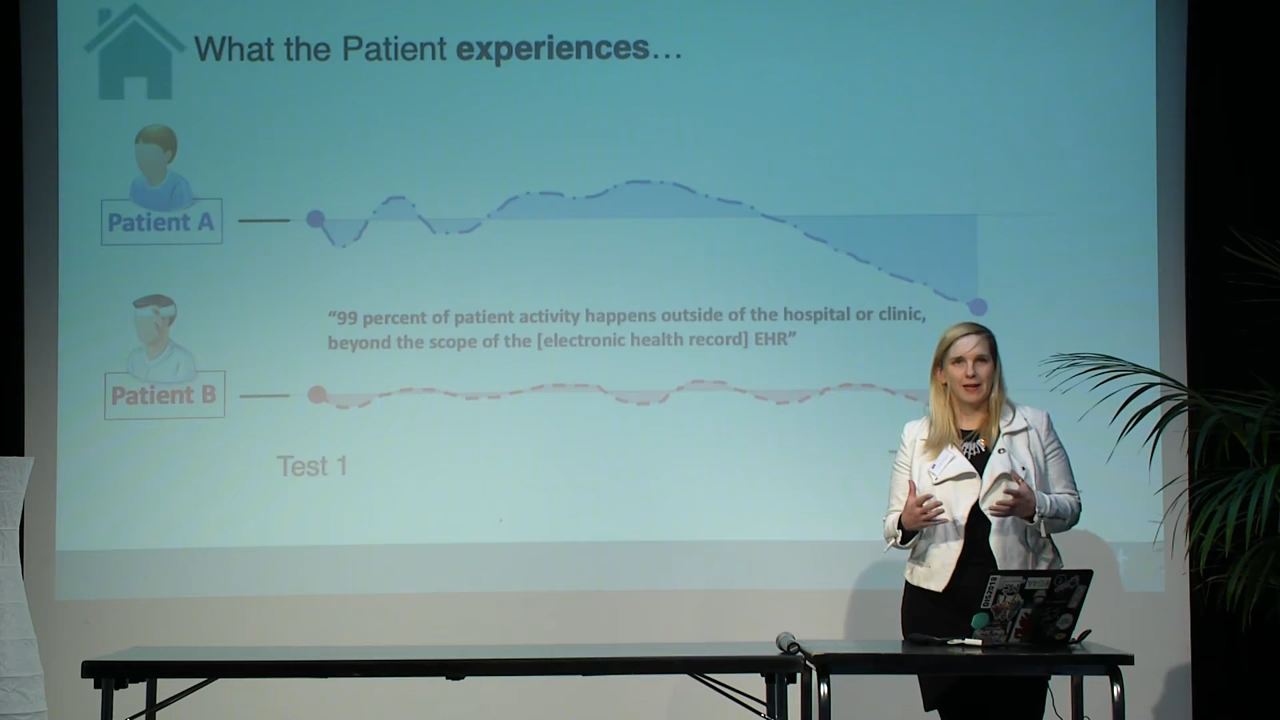 What the Patient experiences…
Patient A
"99 percent of patient activity happens outside of the hospital or clinic,
beyond the scope of the [electronic health record] EHR"
Patient B
Test 1